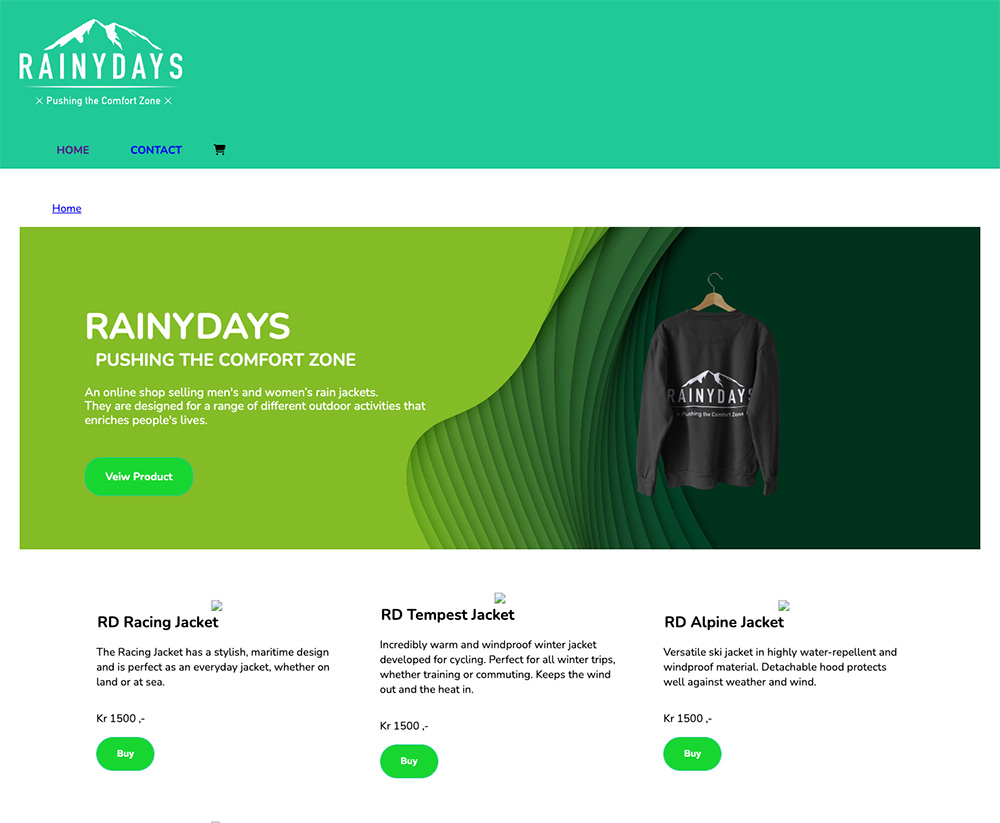 RAINYDAYS
× Pushing the Comfort Zone ×
HOME CONTACT
Home
RAINYDAYS
PUSHING THE COMFORT ZONE
An online shop selling men's and women's rain jackets.
They are designed for a range of different outdoor activities that
enriches people's lives.
Veiw Product
RAINYDAYS
× Pushing the Comfort Zone
RD Racing Jacket
The Racing Jacket has a stylish, maritime design
and is perfect as an everyday jacket, whether on
land or at sea.
Kr 1500 ,-
Buy
RD Tempest Jacket
Incredibly warm and windproof winter jacket
developed for cycling. Perfect for all winter trips,
whether training or commuting. Keeps the wind
out and the heat in.
Kr 1500 ,-
Buy
RD Alpine Jacket
Versatile ski jacket in highly water-repellent and
windproof material. Detachable hood protects
well against weather and wind.
Kr 1500 ,-
Buy